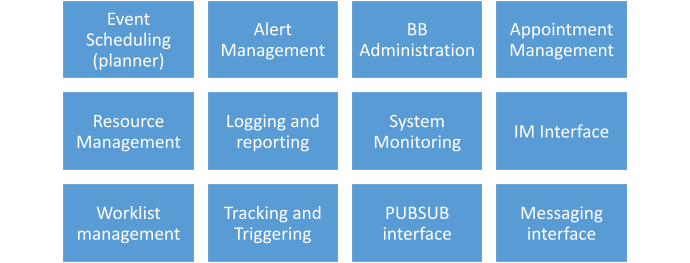 Event
Scheduling
(planner)
Alert
Management
BB
Administration
Appointment
Management
Resource
Management
Logging and
reporting
System
Monitoring
IM Interface
Worklist
management
Tracking and
Triggering
PUBSUB
interface
Messaging
interface